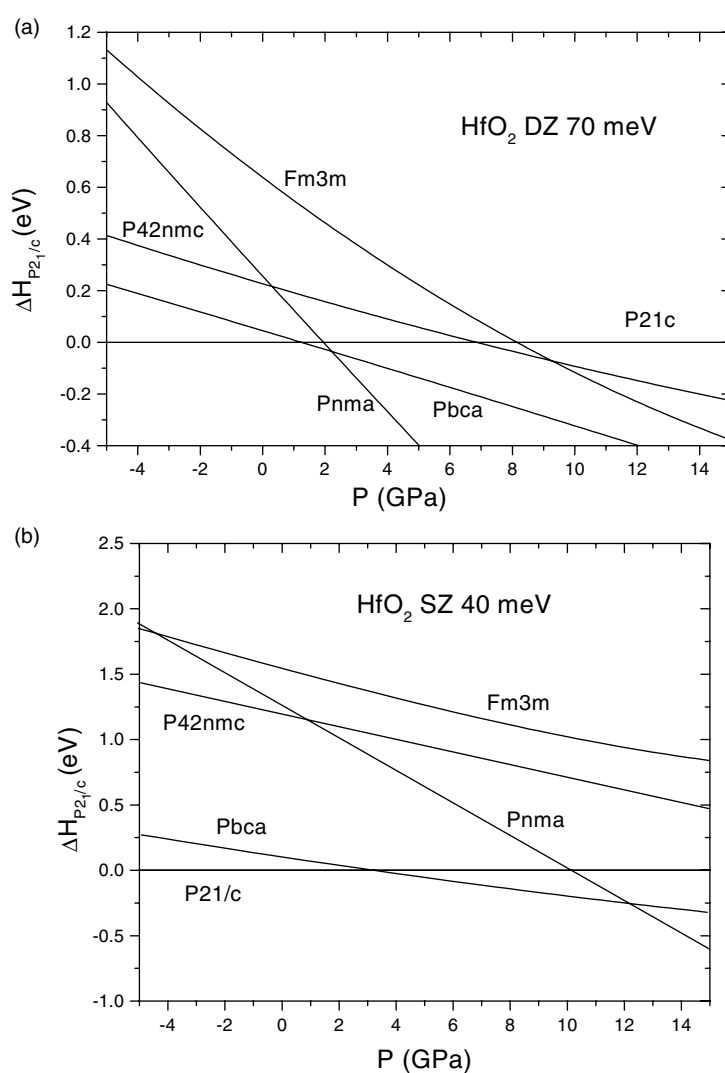 (a)
1.2
1.0
0.8
0.6
0.4
0.2
0.0
-0.2
-0.4
ΔH_P2₁/c (eV)
HfO₂ DZ 70 meV
Fm3m
P42nmc
P21c
Pnma
Pbca
-4 -2 0 2 4 6 8 10 12 14
P (GPa)
(b)
2.5
2.0
1.5
1.0
0.5
0.0
-0.5
-1.0
ΔH_P2₁/c (eV)
HfO₂ SZ 40 meV
Fm3m
P42nmc
Pnma
Pbca
P21/c
-4 -2 0 2 4 6 8 10 12 14
P (GPa)